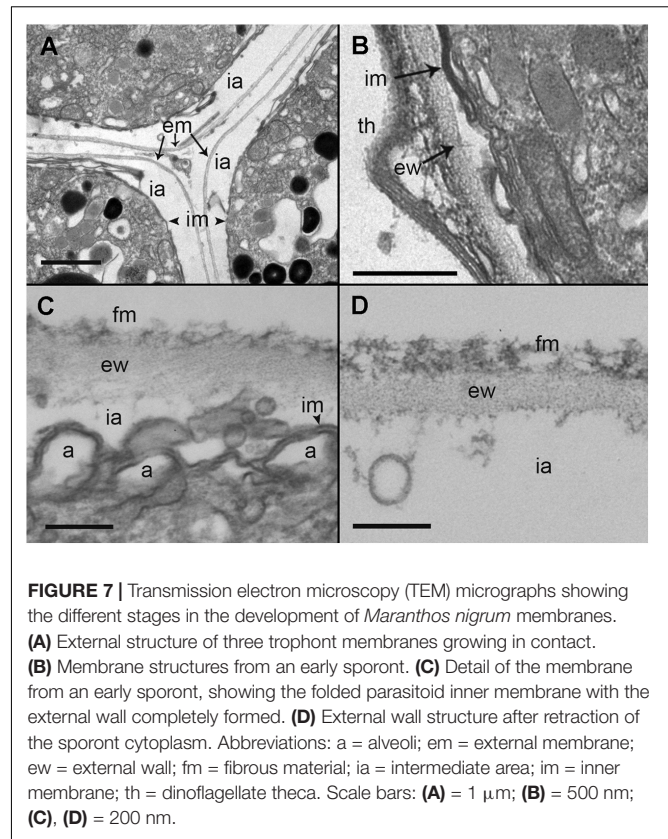 A
ia
em
ia
ia
im
B
im
th
ew
C
fm
ew
ia
im
a
a
a
D
fm
ew
ia
FIGURE 7 | Transmission electron microscopy (TEM) micrographs showing
the different stages in the development of Maranthos nigrum membranes.
(A) External structure of three trophont membranes growing in contact.
(B) Membrane structures from an early sporont. (C) Detail of the membrane
from an early sporont, showing the folded parasitoid inner membrane with the
external wall completely formed. (D) External wall structure after retraction of
the sporont cytoplasm. Abbreviations: a = alveoli; em = external membrane;
ew = external wall; fm = fibrous material; ia = intermediate area; im = inner
membrane; th = dinoflagellate theca. Scale bars: (A) = 1 μm; (B) = 500 nm;
(C), (D) = 200 nm.